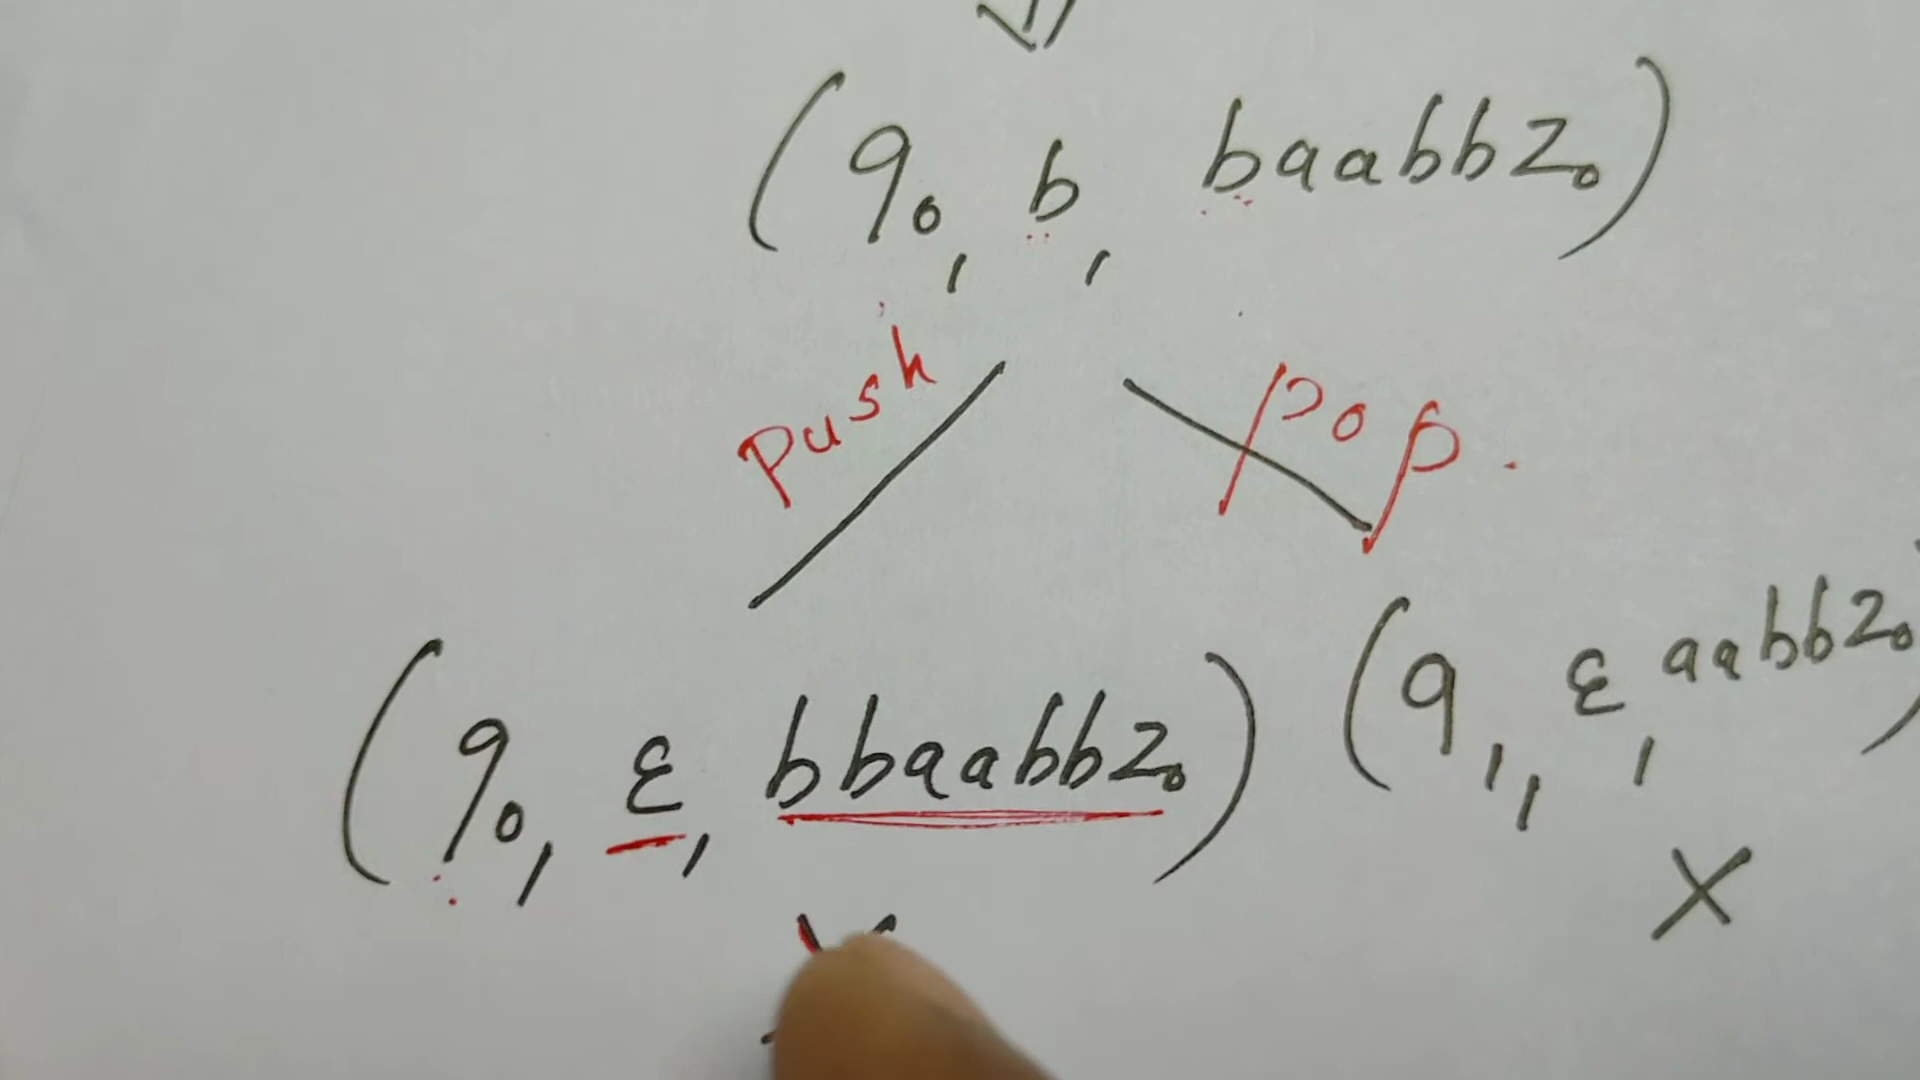 (q₀, b, baabbz₀)
push pop.
(q₀, ε, bbaabbz₀) (q₁, ε, aabbz₀)
X